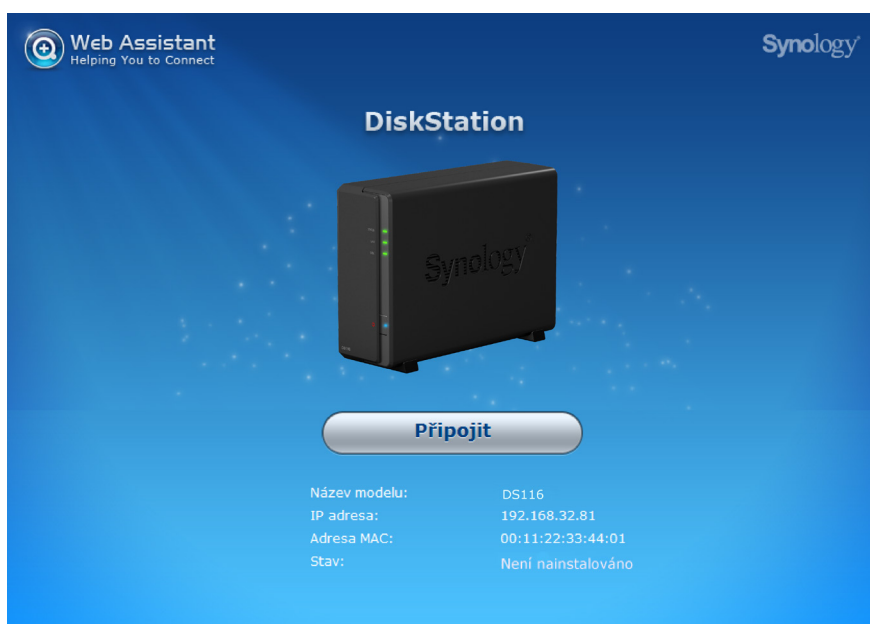 Web Assistant
Helping You to Connect
Synology
DiskStation
Synology
Připojit
Název modelu: DS116
IP adresa: 192.168.32.81
Adresa MAC: 00:11:22:33:44:01
Stav: Není nainstalováno